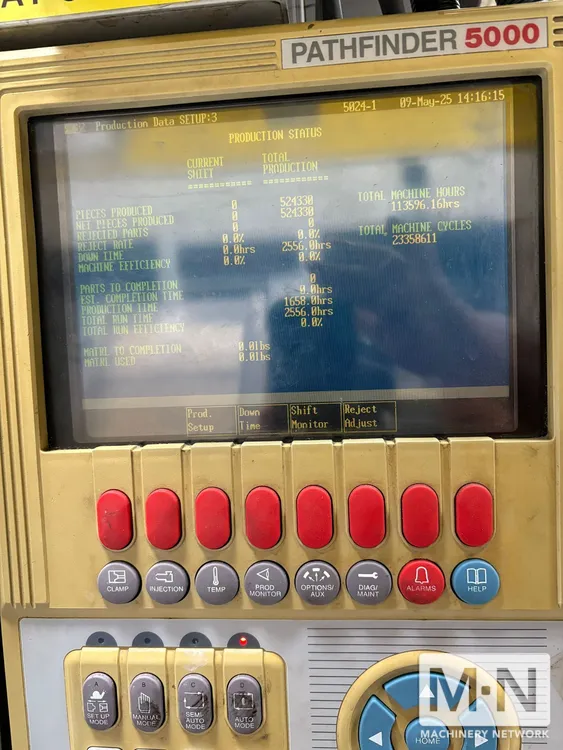 PATHFINDER 5000
Production Data SETUP:3 5024-1 09-May-25 14:16:15
PRODUCTION STATUS
CURRENT SHIFT TOTAL PRODUCTION
PIECES PRODUCED 0 524330
NET PIECES PRODUCED 0 524330
REJECTED PARTS 0 0
REJECT RATE 0.0%
DOWN TIME 0.0hrs 2556.0hrs
MACHINE EFFICIENCY 0.0% 0.0%
TOTAL MACHINE HOURS
113596.16hrs
TOTAL MACHINE CYCLES
23358611
PARTS TO COMPLETION 0
EST. COMPLETION TIME 0.0hrs
PRODUCTION TIME 1658.0hrs
TOTAL RUN TIME 2556.0hrs
TOTAL RUN EFFICIENCY 0.0%
MATRL TO COMPLETION 0.0lbs
MATRL USED 0.0lbs
Prod. Setup
Down Time
Shift Monitor
Reject Adjust
CLAMP
INJECTION
TEMP
PROD MONITOR
OPTIONS/ AUX
DIAG/ MAINT
ALARMS
HELP
A
SET UP MODE
B
MANUAL MODE
C
SEMI-AUTO MODE
D
AUTO MODE
HOME
M·N
MACHINERY NETWORK